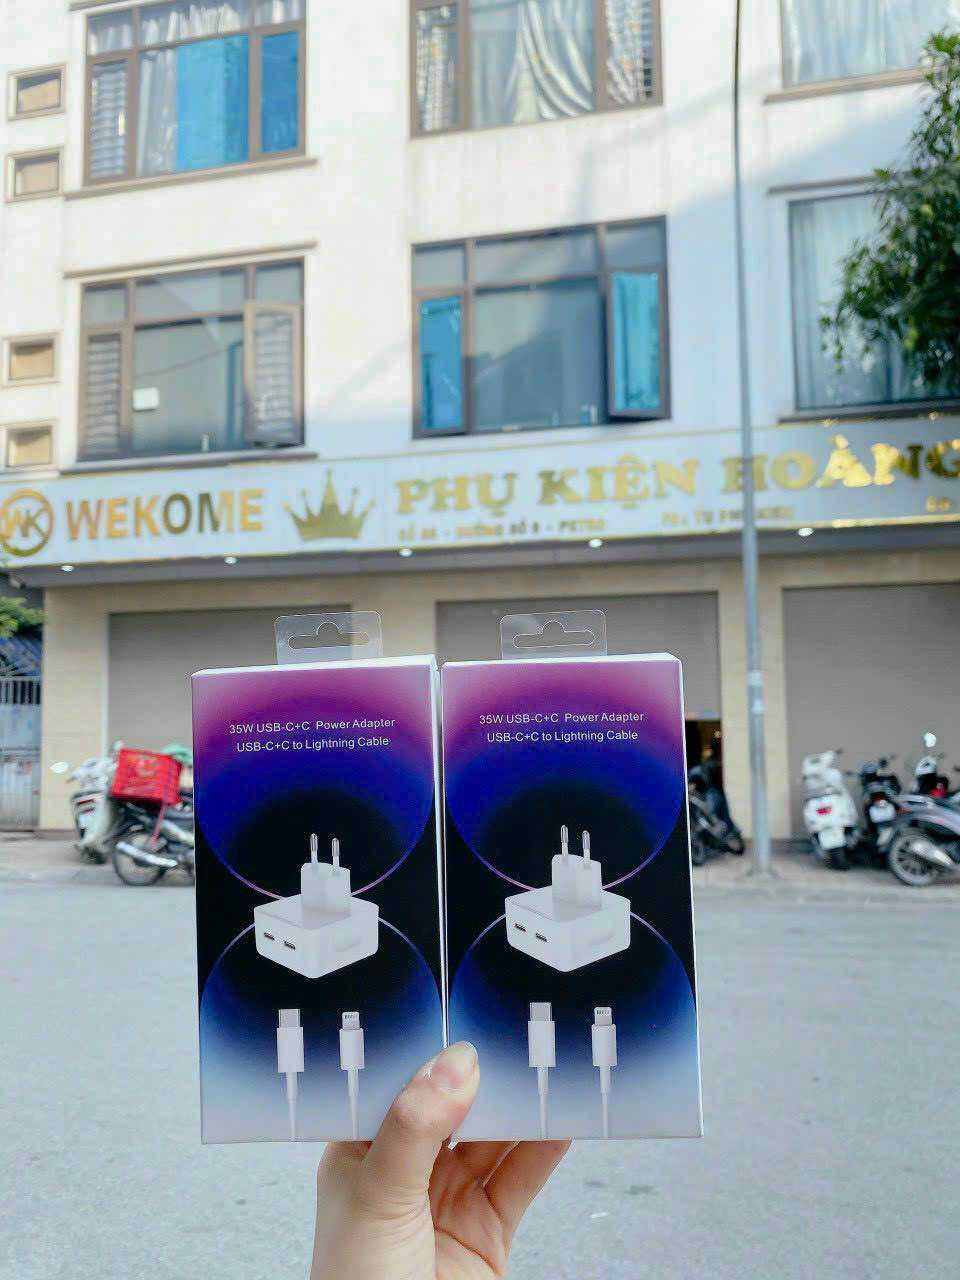 WK WEKOME
PHỤ KIỆN HOÀNG
35W USB-C+C Power Adapter
USB-C+C to Lightning Cable
35W USB-C+C Power Adapter
USB-C+C to Lightning Cable